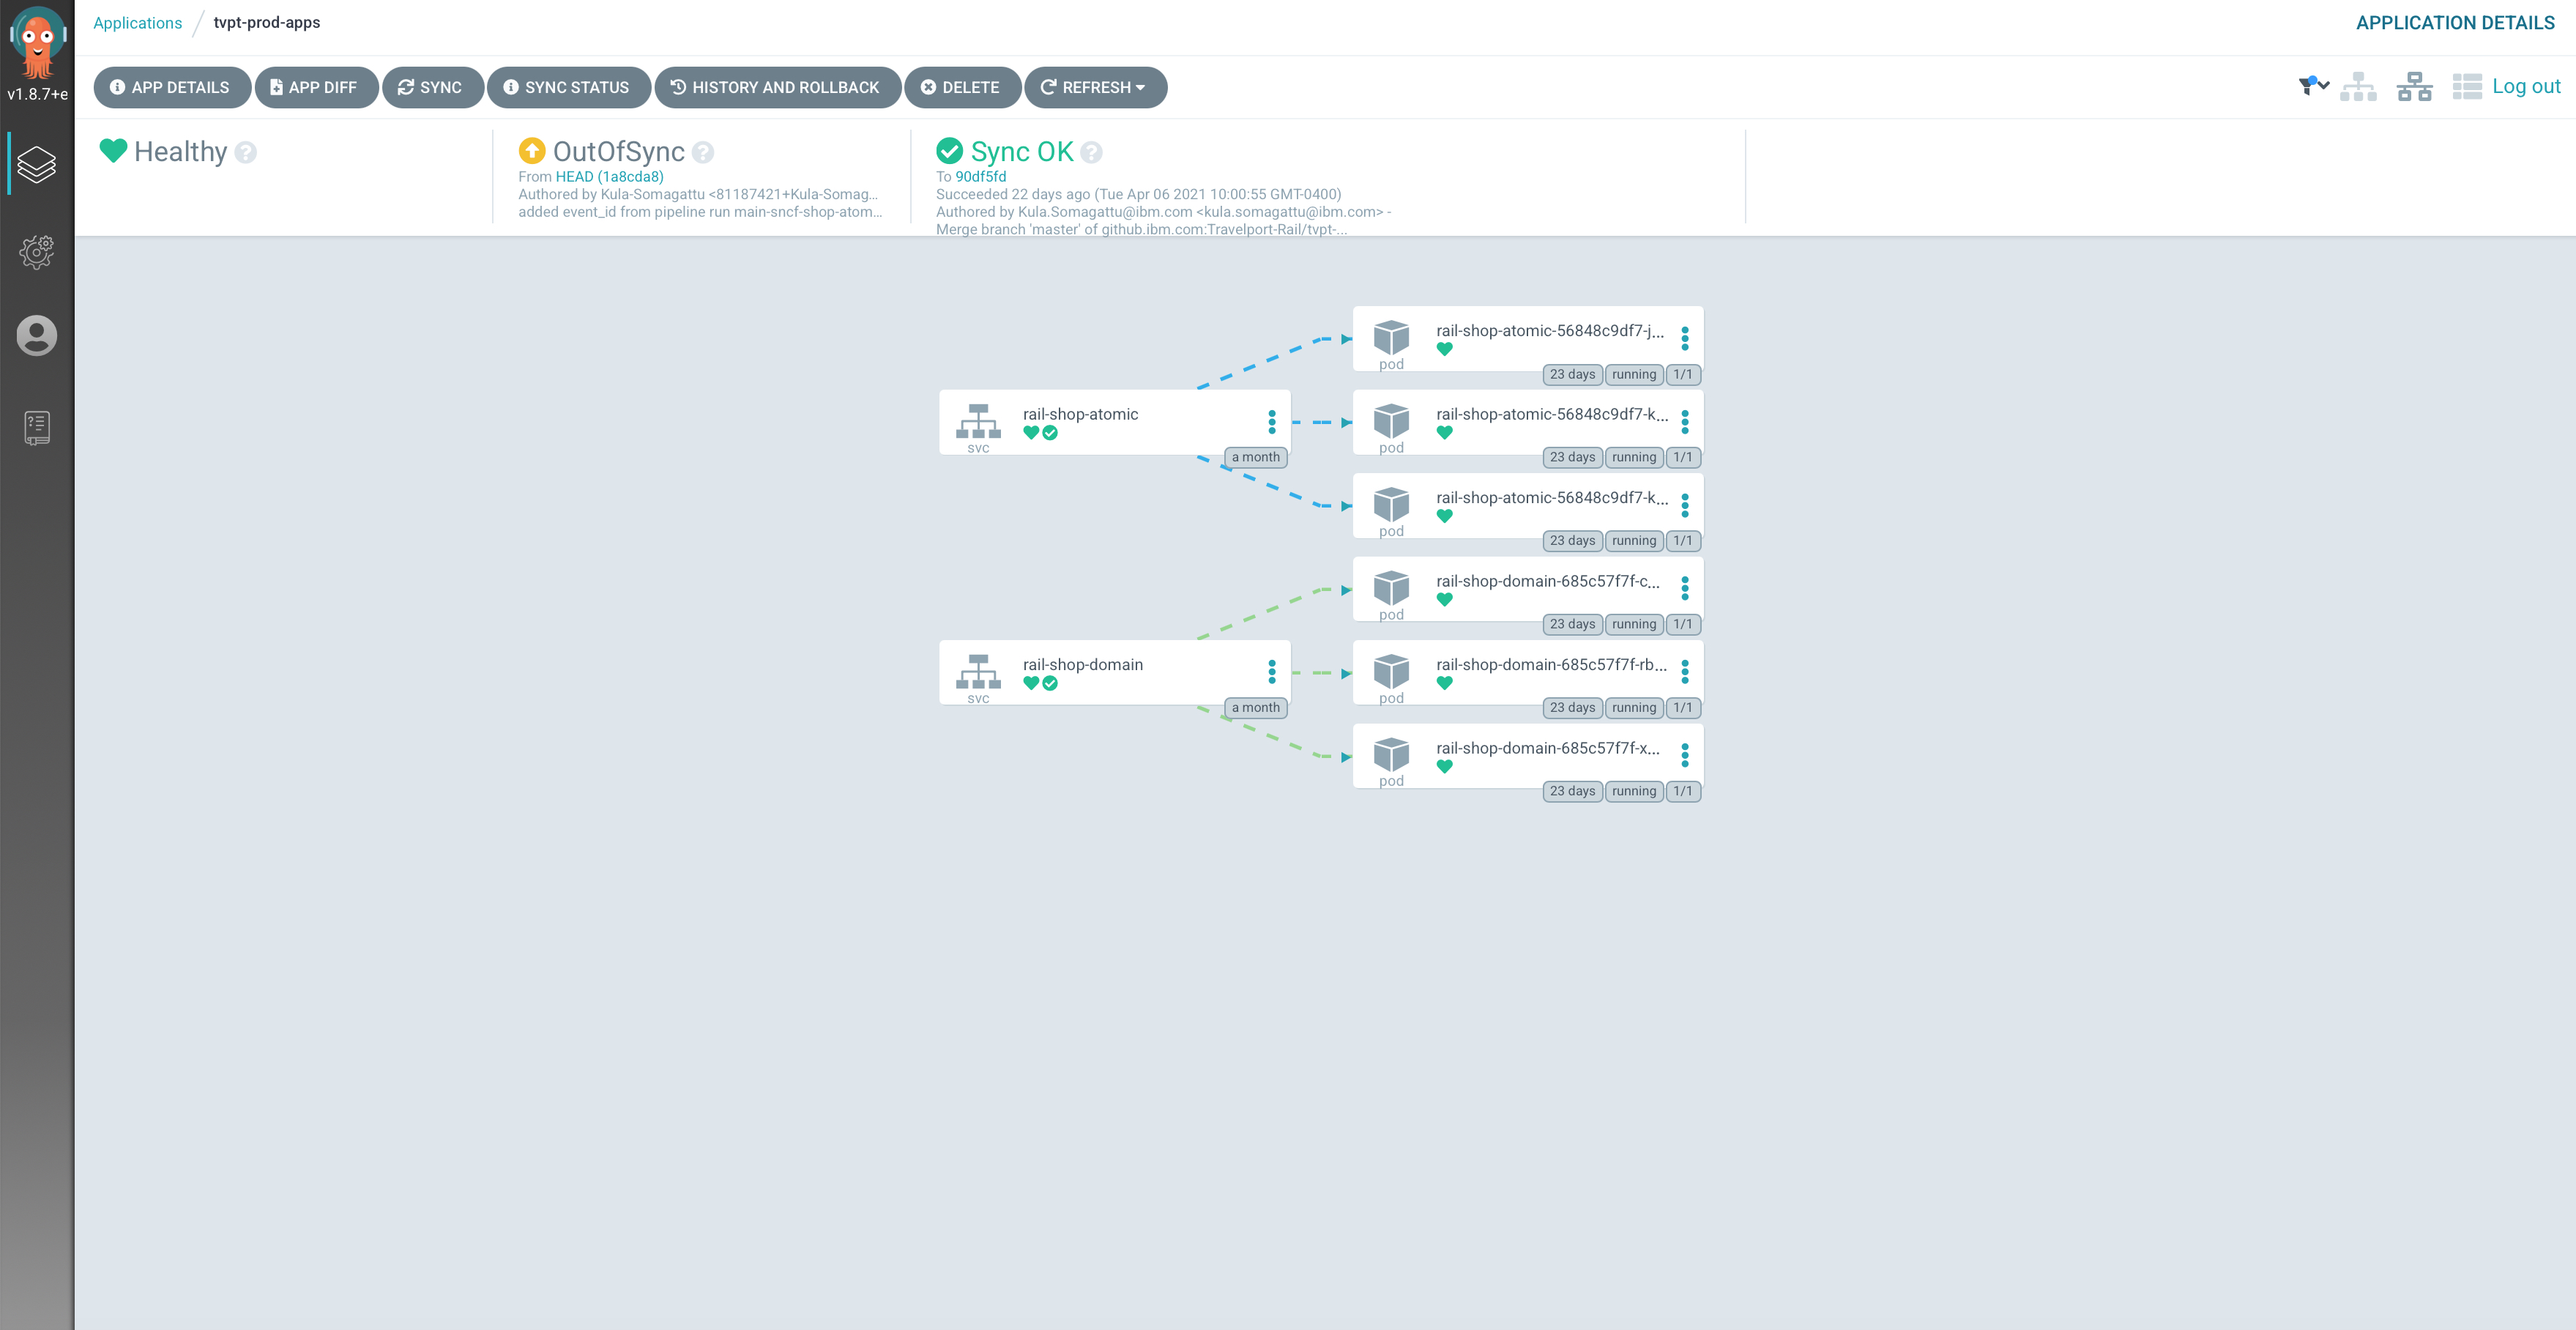 Applications / tvpt-prod-apps
APPLICATION DETAILS
v1.8.7+e
APP DETAILS
APP DIFF
SYNC
SYNC STATUS
HISTORY AND ROLLBACK
DELETE
REFRESH
Log out
Healthy
OutOfSync
From HEAD (1a8cda8)
Authored by Kula-Somagattu <81187421+Kula-Somag...
added event_id from pipeline run main-sncf-shop-atom...
Sync OK
To 90df5fd
Succeeded 22 days ago (Tue Apr 06 2021 10:00:55 GMT-0400)
Authored by Kula.Somagattu@ibm.com <kula.somagattu@ibm.com> -
Merge branch 'master' of github.ibm.com:Travelport-Rail/tvpt-...
rail-shop-atomic
svc
a month
rail-shop-atomic-56848c9df7-j...
pod
23 days running 1/1
rail-shop-atomic-56848c9df7-k...
pod
23 days running 1/1
rail-shop-atomic-56848c9df7-k...
pod
23 days running 1/1
rail-shop-domain
svc
a month
rail-shop-domain-685c57f7f-c...
pod
23 days running 1/1
rail-shop-domain-685c57f7f-rb...
pod
23 days running 1/1
rail-shop-domain-685c57f7f-x...
pod
23 days running 1/1